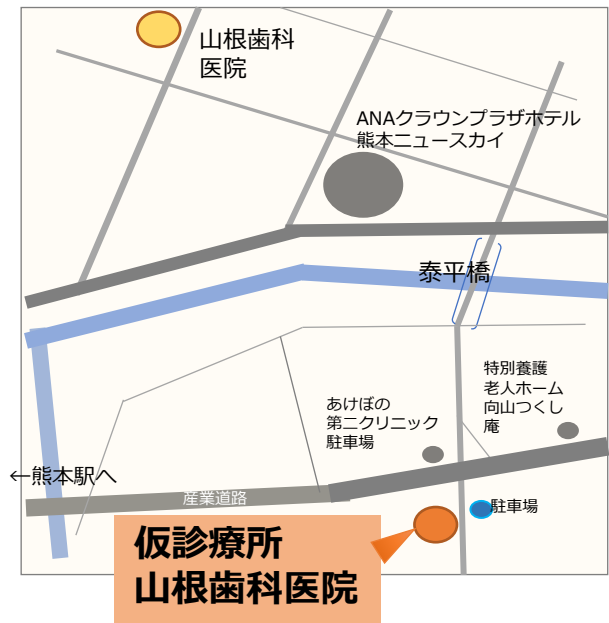 山根歯科
医院
ANAクラウンプラザホテル
熊本ニュースカイ
泰平橋
特別養護
老人ホーム
向山つくし
庵
あけぼの
第二クリニック
駐車場
←熊本駅へ
産業道路
駐車場
仮診療所
山根歯科医院